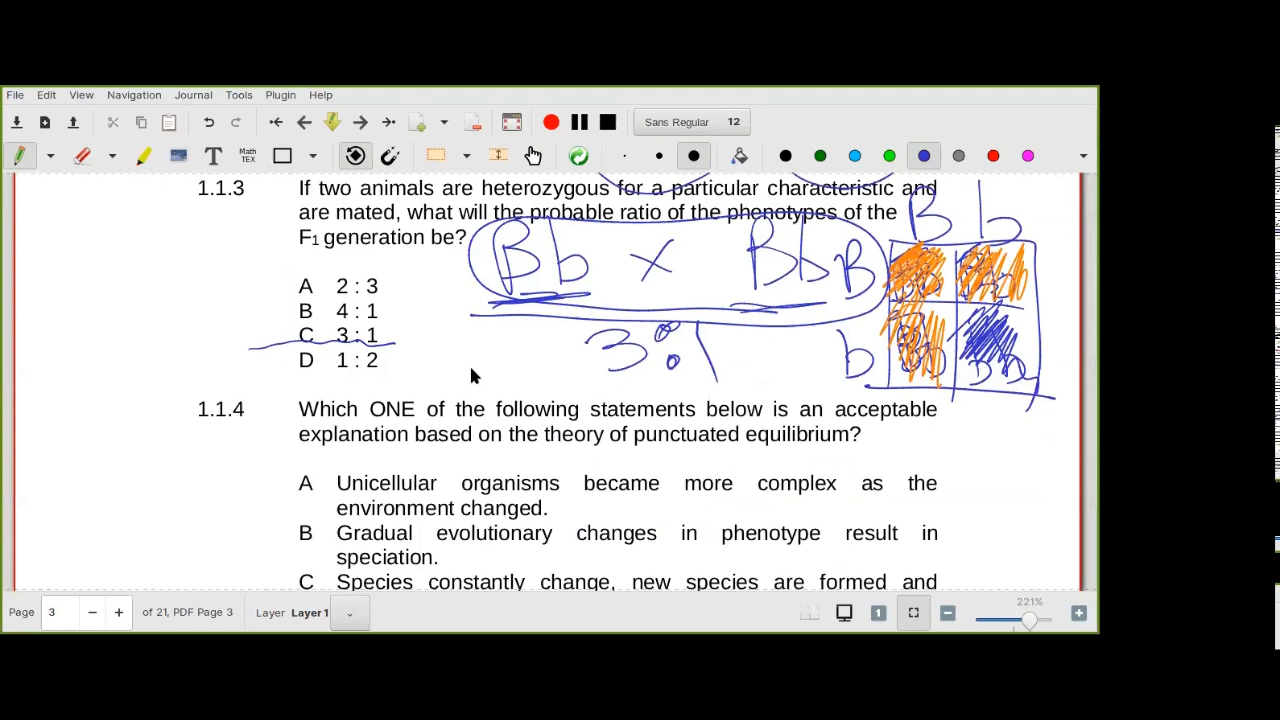 File Edit View Navigation Journal Tools Plugin Help
Sans Regular 12
Math
TEX
1.1.3 If two animals are heterozygous for a particular characteristic and
are mated, what will the probable ratio of the phenotypes of the
F1 generation be?
B b
Bb x Bb
B
b
A 2 : 3
B 4 : 1
C 3 : 1
D 1 : 2
3 : 1
1.1.4 Which ONE of the following statements below is an acceptable
explanation based on the theory of punctuated equilibrium?
A Unicellular organisms became more complex as the
environment changed.
B Gradual evolutionary changes in phenotype result in
speciation.
C Species constantly change, new species are formed and
Page 3 of 21, PDF Page 3 Layer Layer1 1 221%